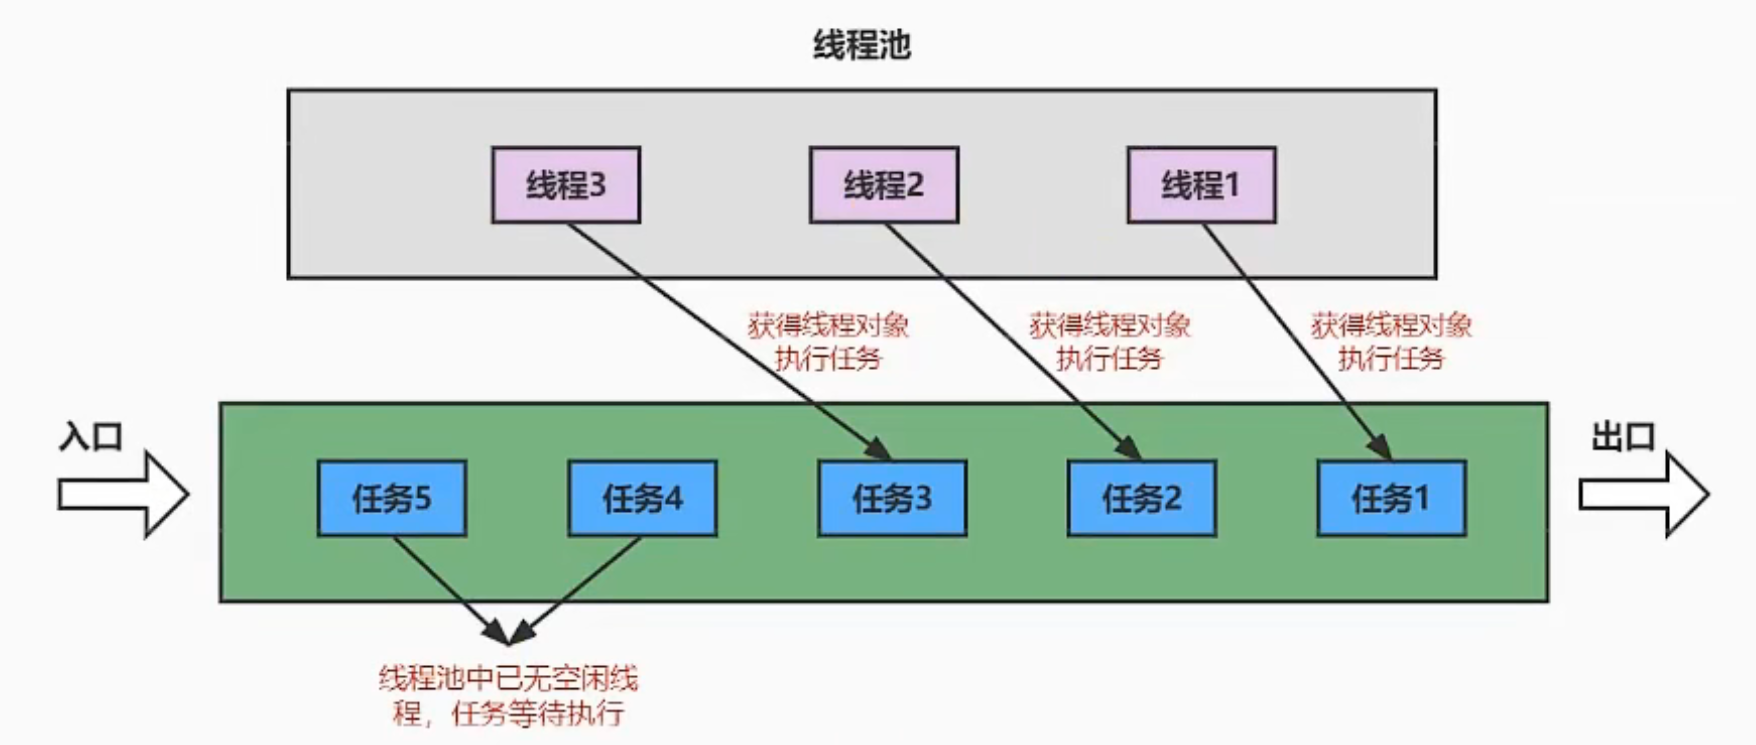 线程池
线程3
线程2
线程1
获得线程对象
执行任务
获得线程对象
执行任务
获得线程对象
执行任务
入口
出口
任务5
任务4
任务3
任务2
任务1
线程池中已无空闲线
程，任务等待执行